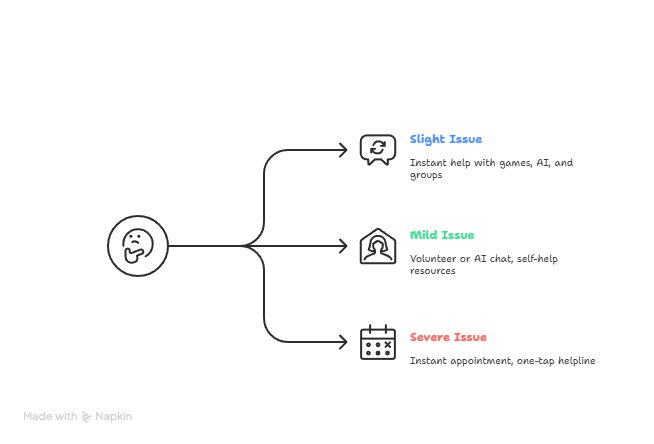 Slight Issue
Instant help with games, AI, and
groups
Mild Issue
Volunteer or AI chat, self-help
resources
Severe Issue
Instant appointment, one-tap helpline
Made with Napkin